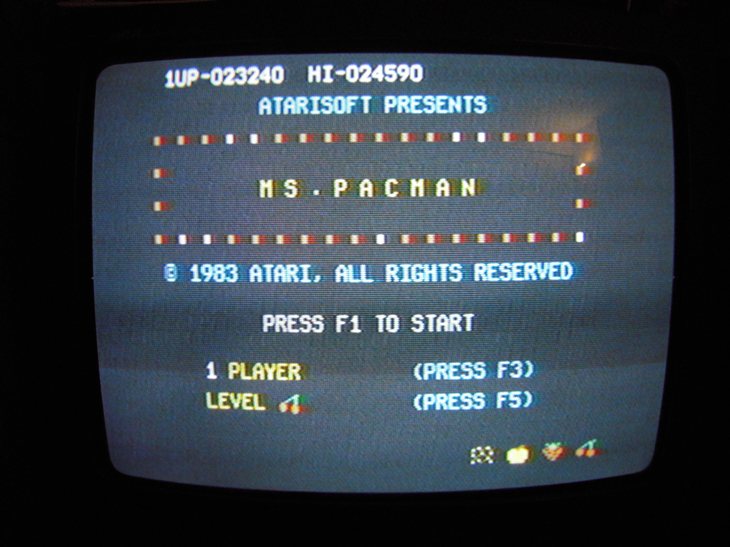 1UP-023240 HI-024590
ATARISOFT PRESENTS
MS.PACMAN
© 1983 ATARI, ALL RIGHTS RESERVED
PRESS F1 TO START
1 PLAYER (PRESS F3)
LEVEL (PRESS F5)